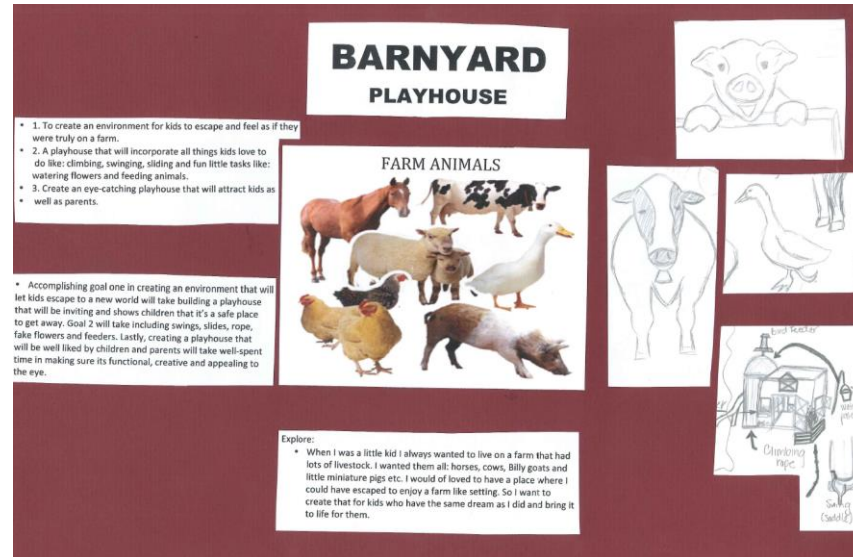 BARNYARD
PLAYHOUSE
• 1. To create an environment for kids to escape and feel as if they
were truly on a farm.
• 2. A playhouse that will incorporate all things kids love to
do like: climbing, swinging, sliding and fun little tasks like:
watering flowers and feeding animals.
• 3. Create an eye-catching playhouse that will attract kids as
• well as parents.
FARM ANIMALS
• Accomplishing goal one in creating an environment that will
let kids escape to a new world will take building a playhouse
that will be inviting and shows children that it's a safe place
to get away. Goal 2 will take including swings, slides, rope,
fake flowers and feeders. Lastly, creating a playhouse that
will be well liked by children and parents will take well-spent
time in making sure its functional, creative and appealing to
the eye.
Explore:
• When I was a little kid I always wanted to live on a farm that had
lots of livestock. I wanted them all: horses, cows, Billy goats and
little miniature pigs etc. I would of loved to have a place where I
could have escaped to enjoy a farm like setting. So I want to
create that for kids who have the same dream as I did and bring it
to life for them.
bird feeder
Climbing
rope
Swing
(saddle)